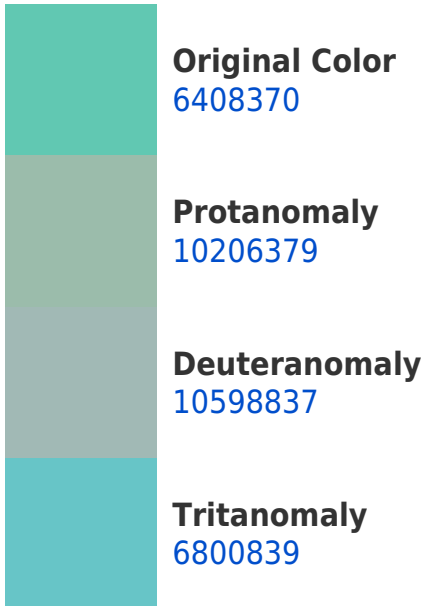 Original Color
6408370
Protanomaly
10206379
Deuteranomaly
10598837
Tritanomaly
6800839